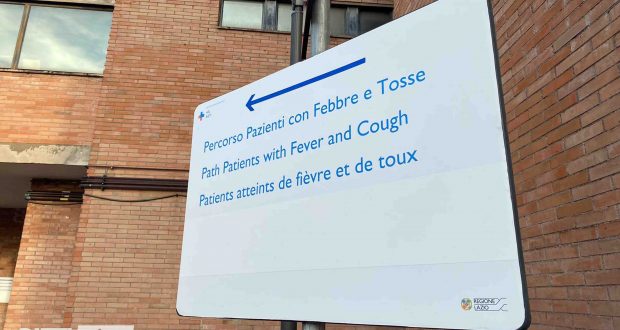 Percorso Pazienti con Febbre e Tosse
Path Patients with Fever and Cough
Patients atteints de fièvre et de toux
REGIONE
LAZIO